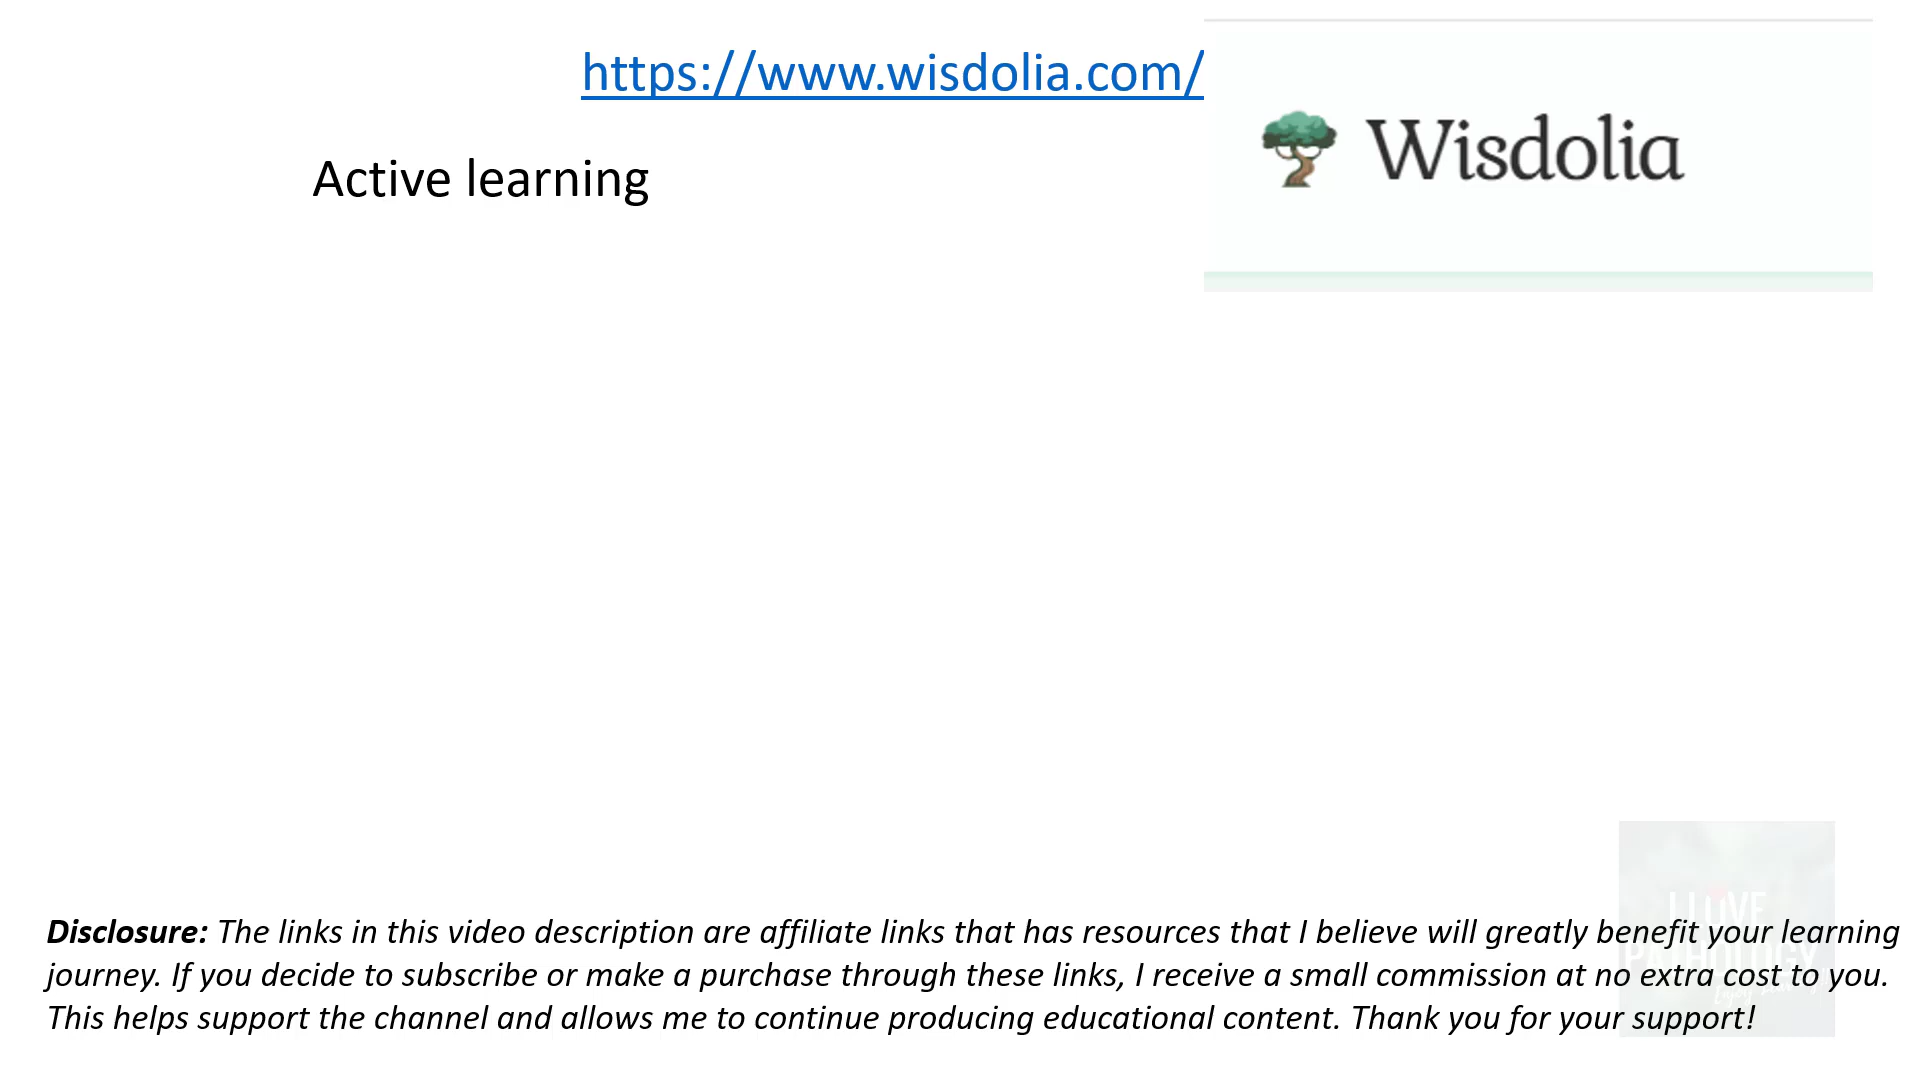 https://www.wisdolia.com/
Wisdolia
Active learning
Disclosure: The links in this video description are affiliate links that has resources that I believe will greatly benefit your learning
journey. If you decide to subscribe or make a purchase through these links, I receive a small commission at no extra cost to you.
This helps support the channel and allows me to continue producing educational content. Thank you for your support!
I LOVE
PATHOLOGY